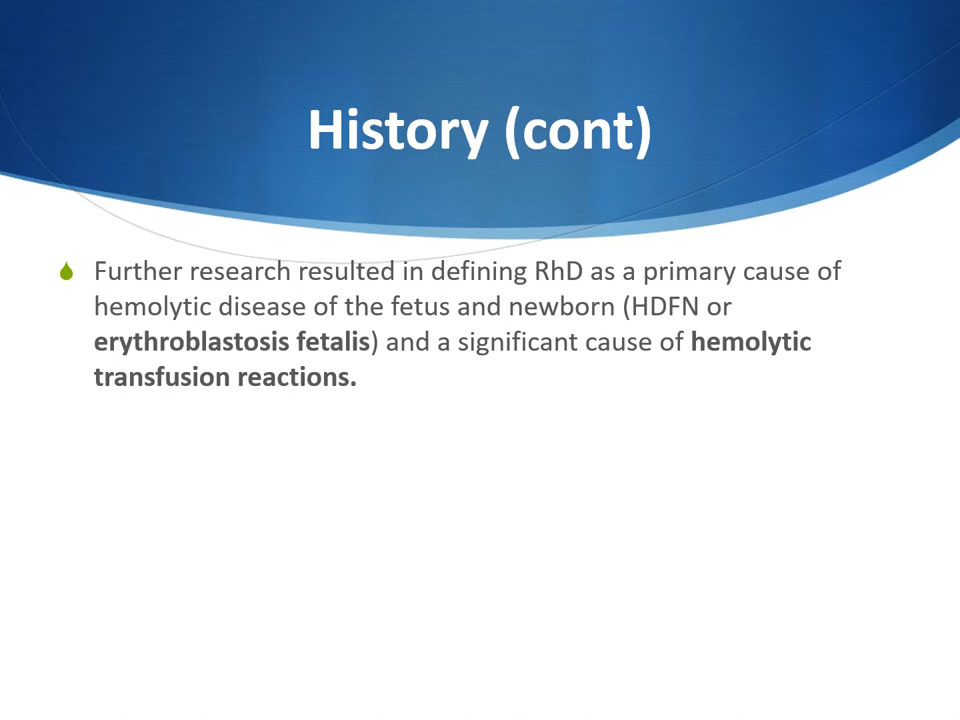 History (cont)
Further research resulted in defining RhD as a primary cause of
hemolytic disease of the fetus and newborn (HDFN or
erythroblastosis fetalis) and a significant cause of hemolytic
transfusion reactions.